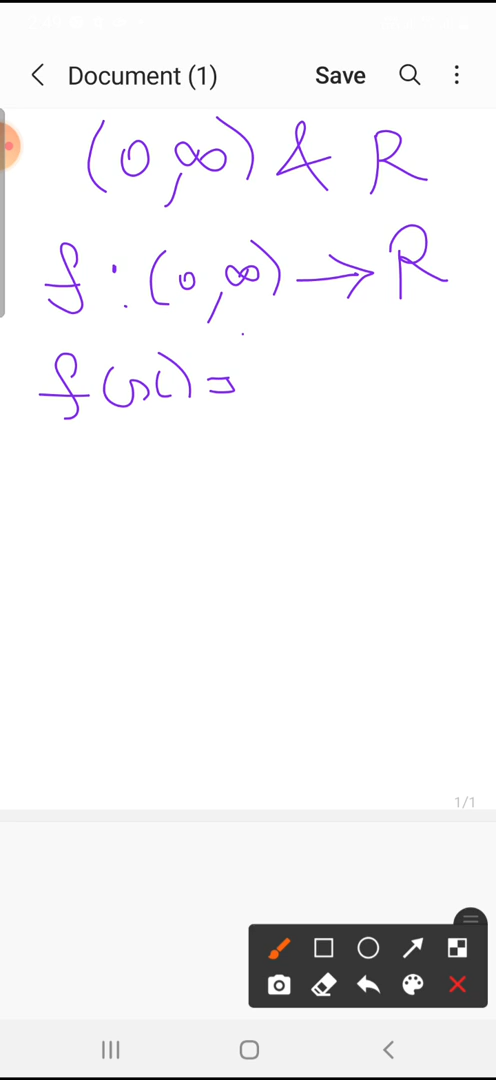 Document (1) Save
(0,∞) & R
f : (0,∞) → R
f(x) =
1/1